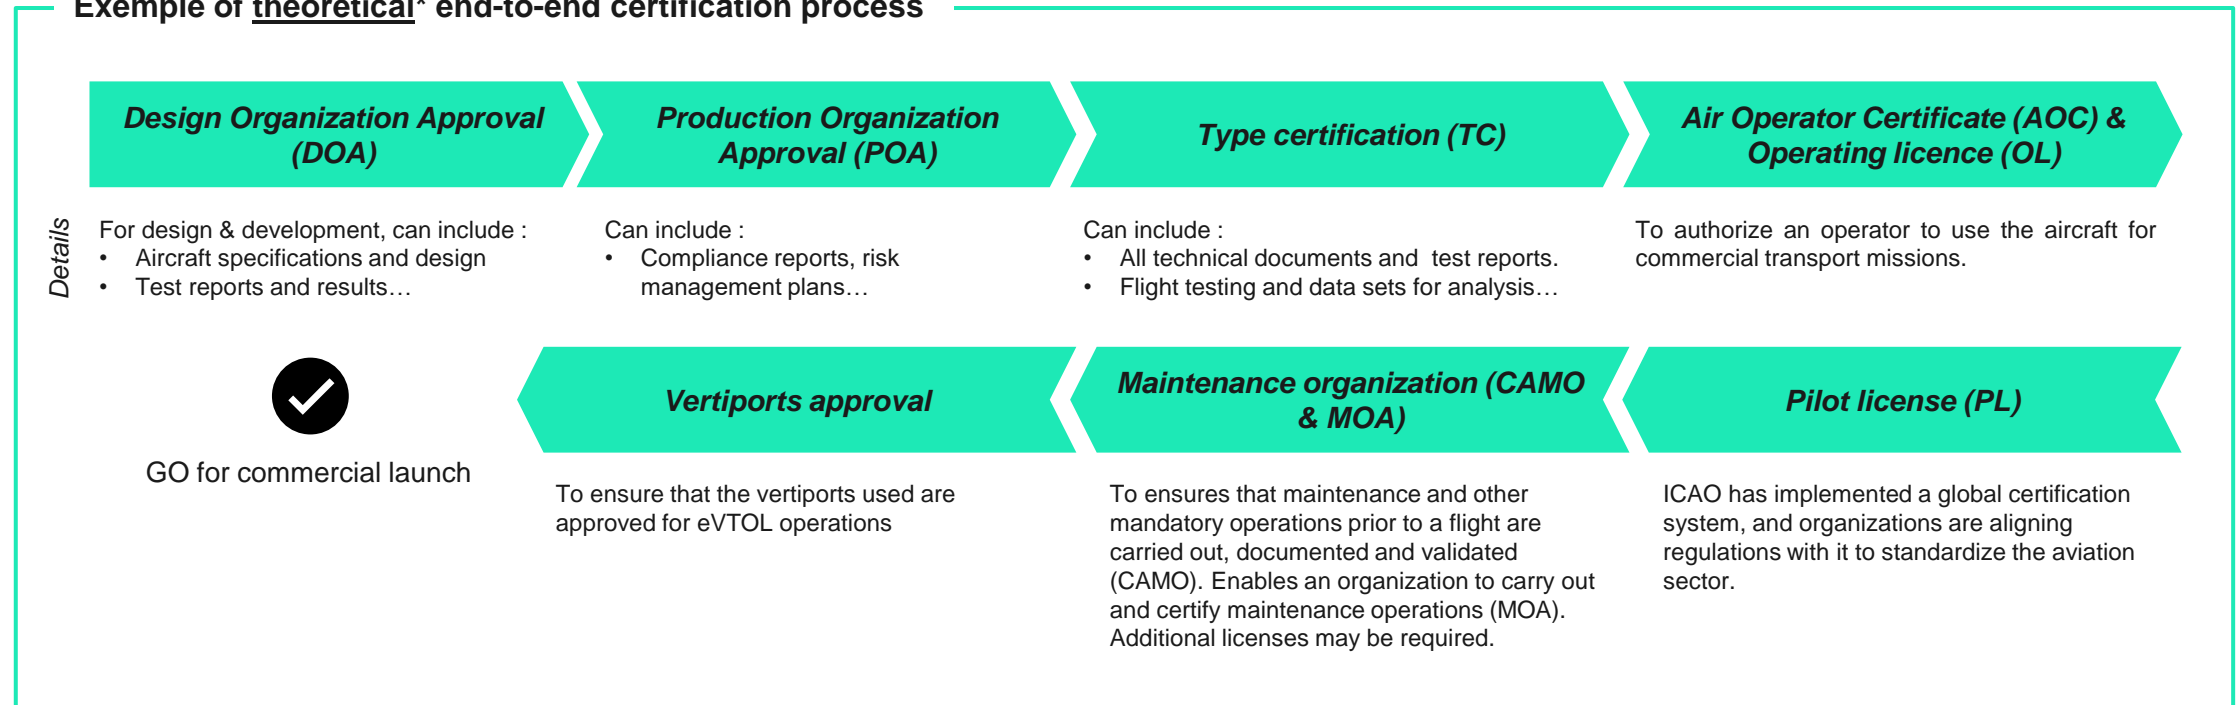 Exemple of theoretical* end-to-end certification process
Design Organization Approval
(DOA)
Production Organization
Approval (POA)
Type certification (TC)
Air Operator Certificate (AOC) &
Operating licence (OL)
Details
For design & development, can include :
• Aircraft specifications and design
• Test reports and results…
Can include :
• Compliance reports, risk
management plans…
Can include :
• All technical documents and test reports.
• Flight testing and data sets for analysis…
To authorize an operator to use the aircraft for
commercial transport missions.
Pilot license (PL)
Maintenance organization (CAMO
& MOA)
Vertiports approval
GO for commercial launch
ICAO has implemented a global certification
system, and organizations are aligning
regulations with it to standardize the aviation
sector.
To ensures that maintenance and other
mandatory operations prior to a flight are
carried out, documented and validated
(CAMO). Enables an organization to carry out
and certify maintenance operations (MOA).
Additional licenses may be required.
To ensure that the vertiports used are
approved for eVTOL operations